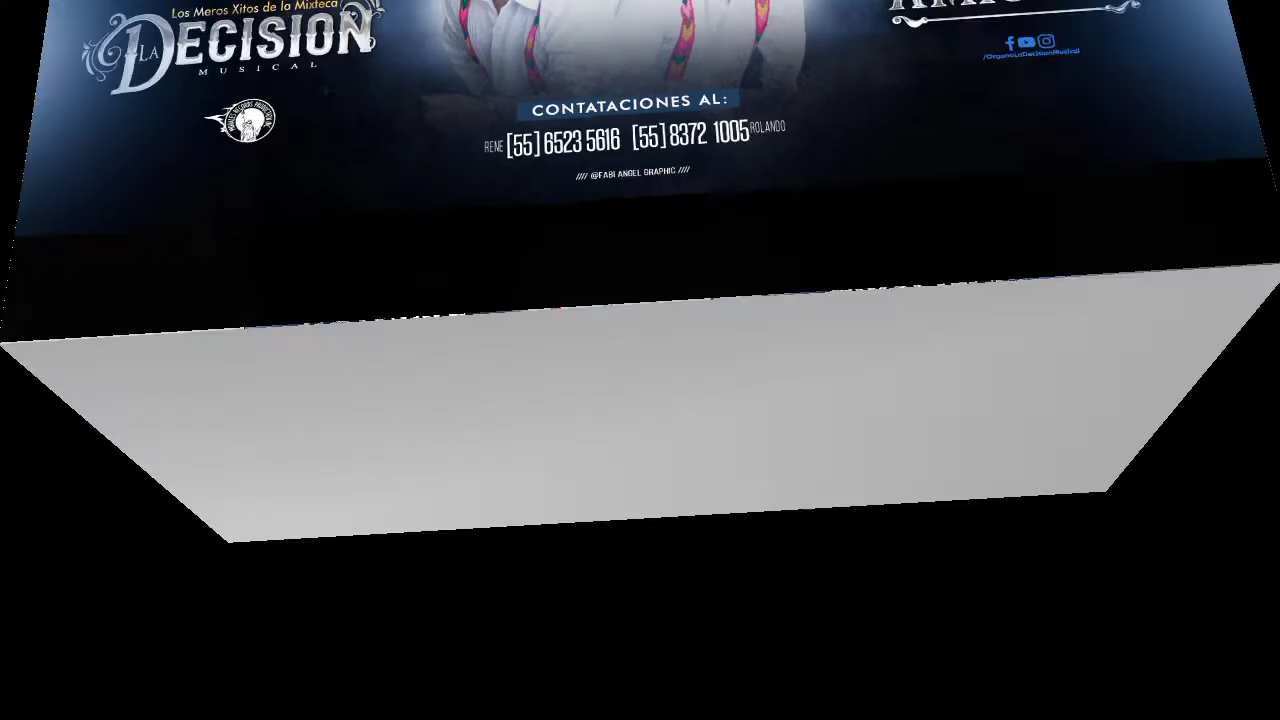 Los Meros Xitos de la Mixteca
LA DECISION
MUSICAL
/OrganoLaDecisionMusical
CONTATACIONES AL:
RENE [55] 6523 5616 [55] 8372 1005 ROLANDO
//// @FABI ANGEL GRAPHIC ////